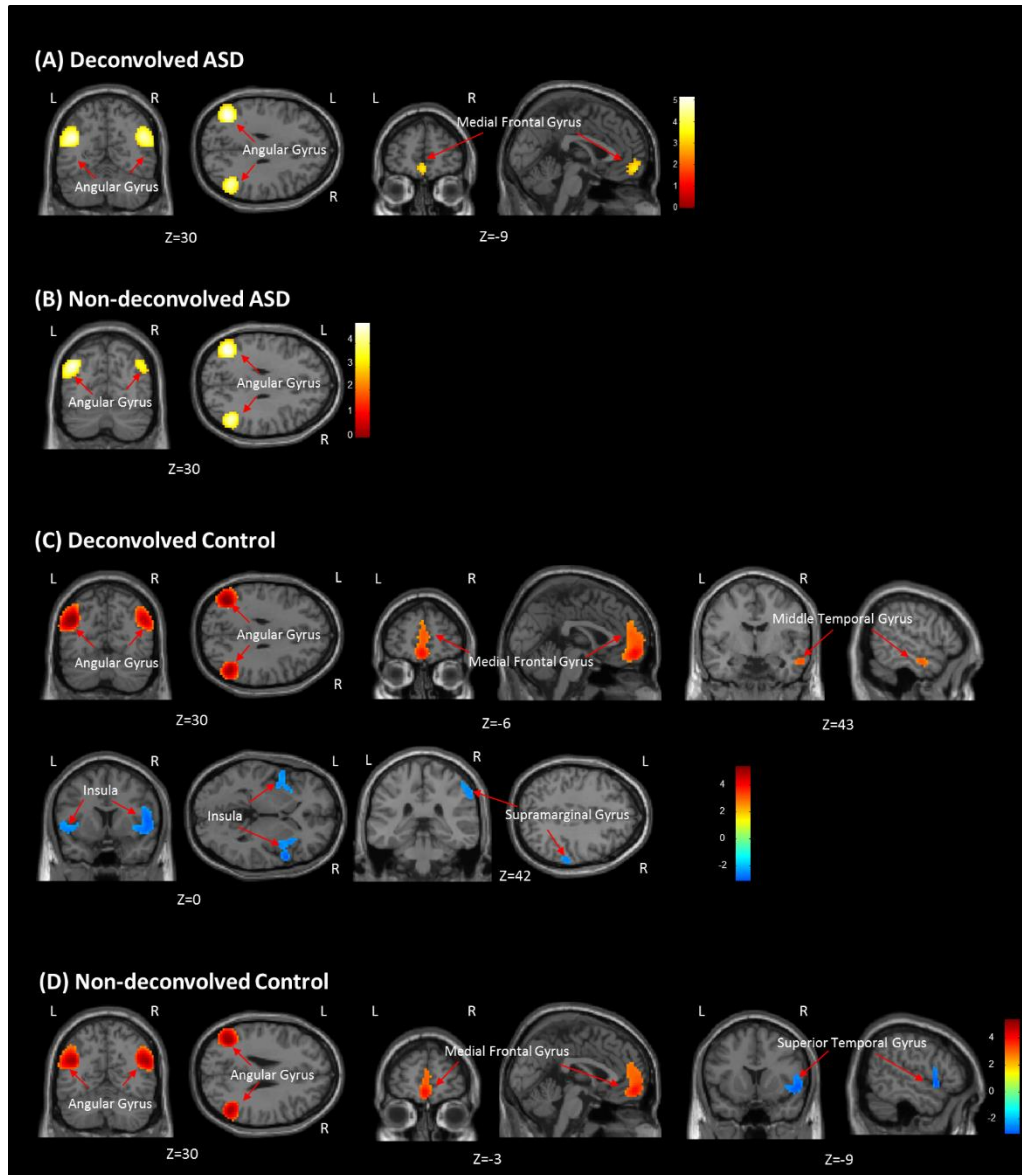 (A) Deconvolved ASD
L R L
Medial Frontal Gyrus
Angular Gyrus
Angular Gyrus
R
5
4
3
2
1
0
Z=30 Z=-9
(B) Non-deconvolved ASD
L R L
Angular Gyrus Angular Gyrus
R
4
3
2
1
0
Z=30
(C) Deconvolved Control
L R L L R L R
Middle Temporal Gyrus
Angular Gyrus Angular Gyrus Medial Frontal Gyrus
R
Z=30 Z=-6 Z=43
L R L R L
Insula
Insula
Supramarginal Gyrus
R R
4
2
0
-2
Z=0 Z=42
(D) Non-deconvolved Control
L R L L R L R
Angular Gyrus Angular Gyrus Medial Frontal Gyrus Superior Temporal Gyrus
R
4
2
0
-2
Z=30 Z=-3 Z=-9